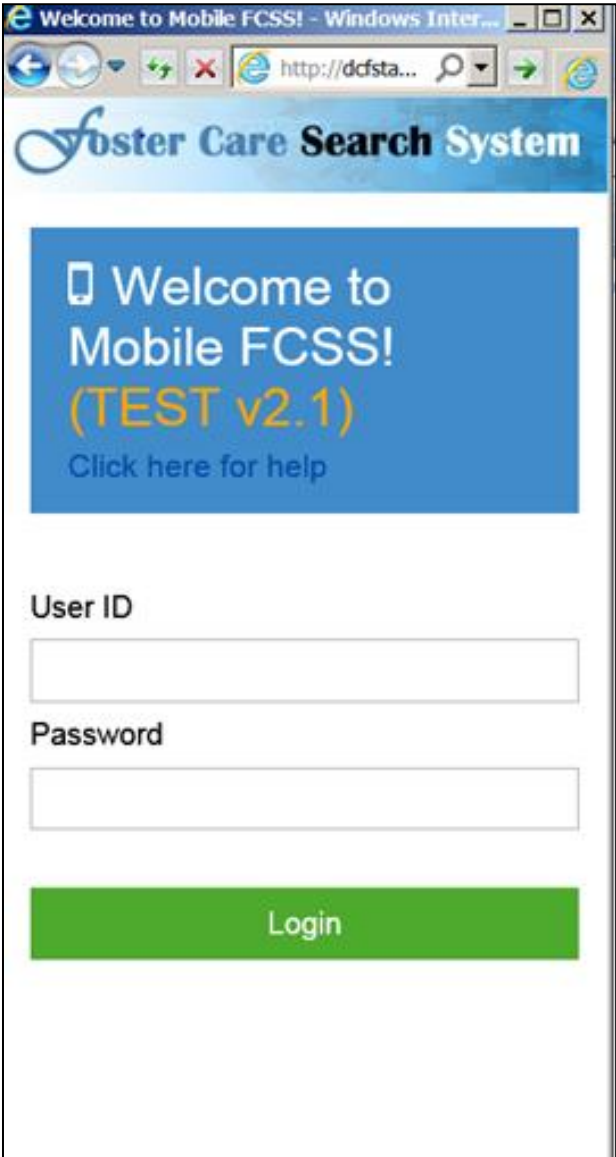 Welcome to Mobile FCSS! - Windows Inter...
http://dcfsta...
Foster Care Search System
Welcome to
Mobile FCSS!
(TEST v2.1)
Click here for help
User ID
Password
Login